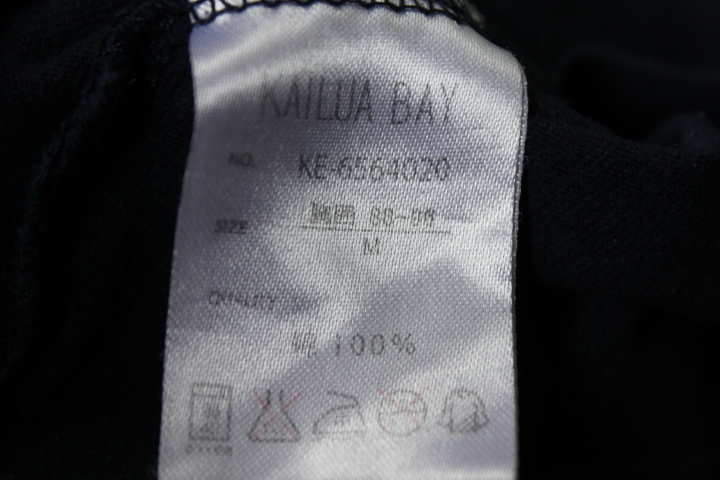 KAILUA BAY
NO. KE-6564020
SIZE 胸囲 88-96
M
QUALITY
綿 100%